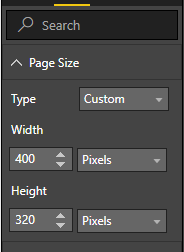 Search
Page Size
Type Custom
Width
400 Pixels
Height
320 Pixels